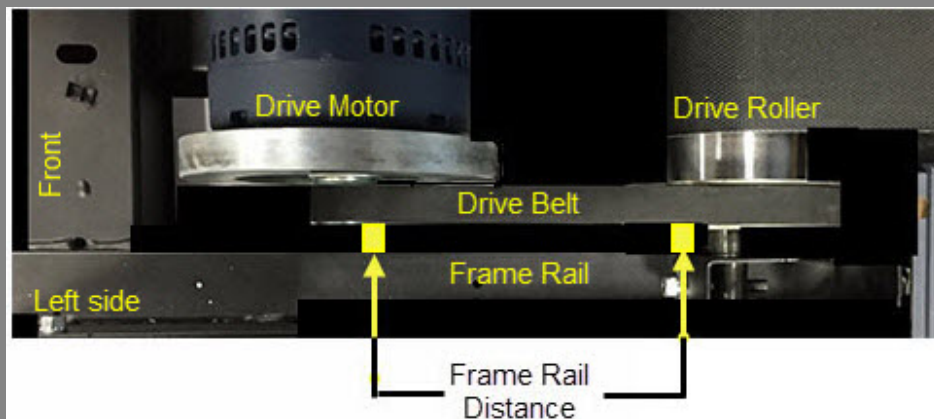 Drive Motor
Drive Roller
Front
Drive Belt
Frame Rail
Left side
Frame Rail
Distance